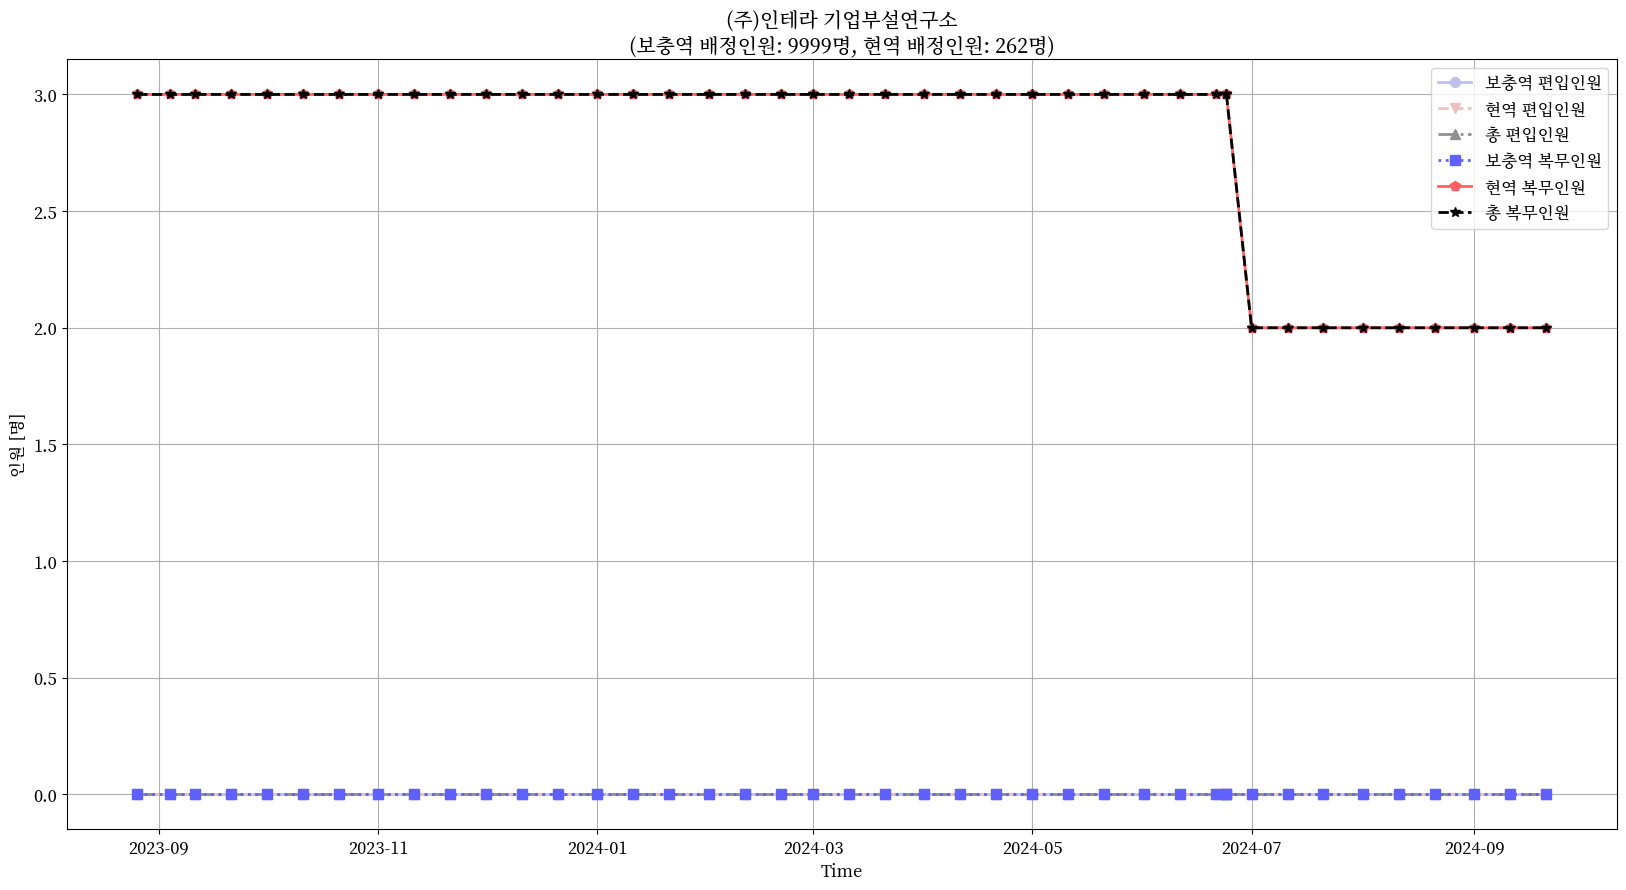 (주)인테라 기업부설연구소
(보충역 배정인원: 9999명, 현역 배정인원: 262명)
보충역 편입인원
현역 편입인원
총 편입인원
보충역 복무인원
현역 복무인원
총 복무인원
인원 [명]
3.0
2.5
2.0
1.5
1.0
0.5
0.0
2023-09 2023-11 2024-01 2024-03 2024-05 2024-07 2024-09
Time